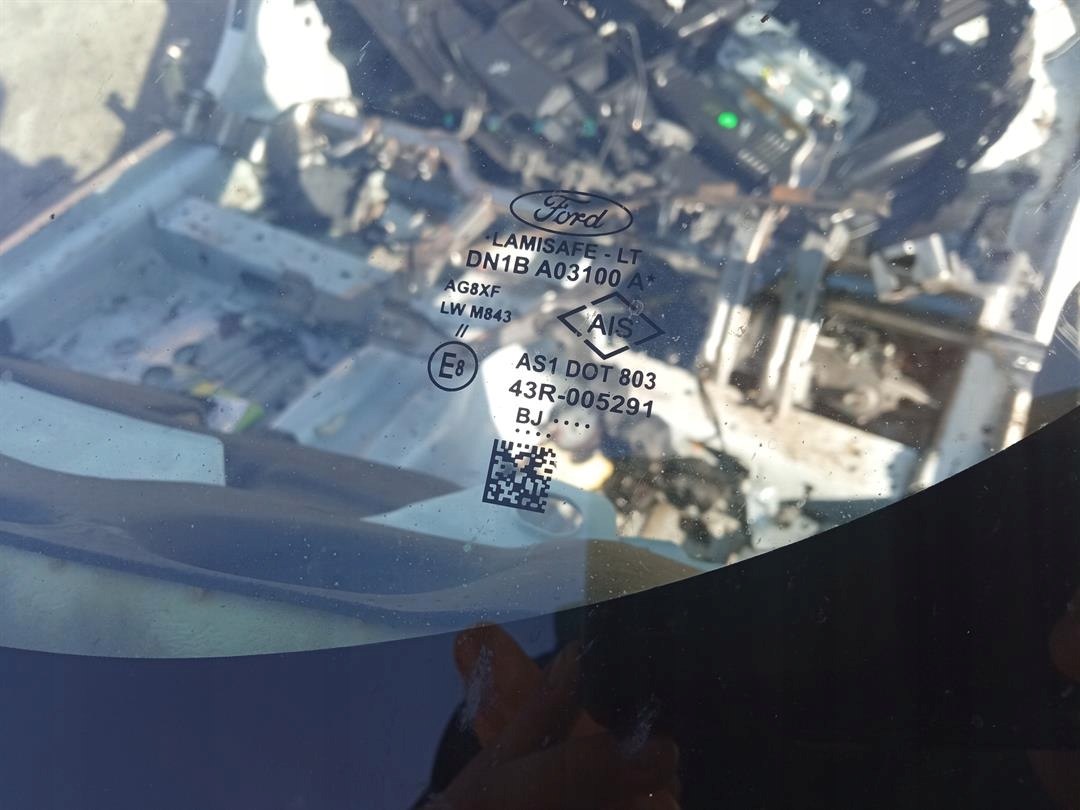 Ford
LAMISAFE - LT
DN1B A03100 A*
AG8XF
LW M843
//
AIS
E8
AS1 DOT 803
43R-005291
BJ ····
····